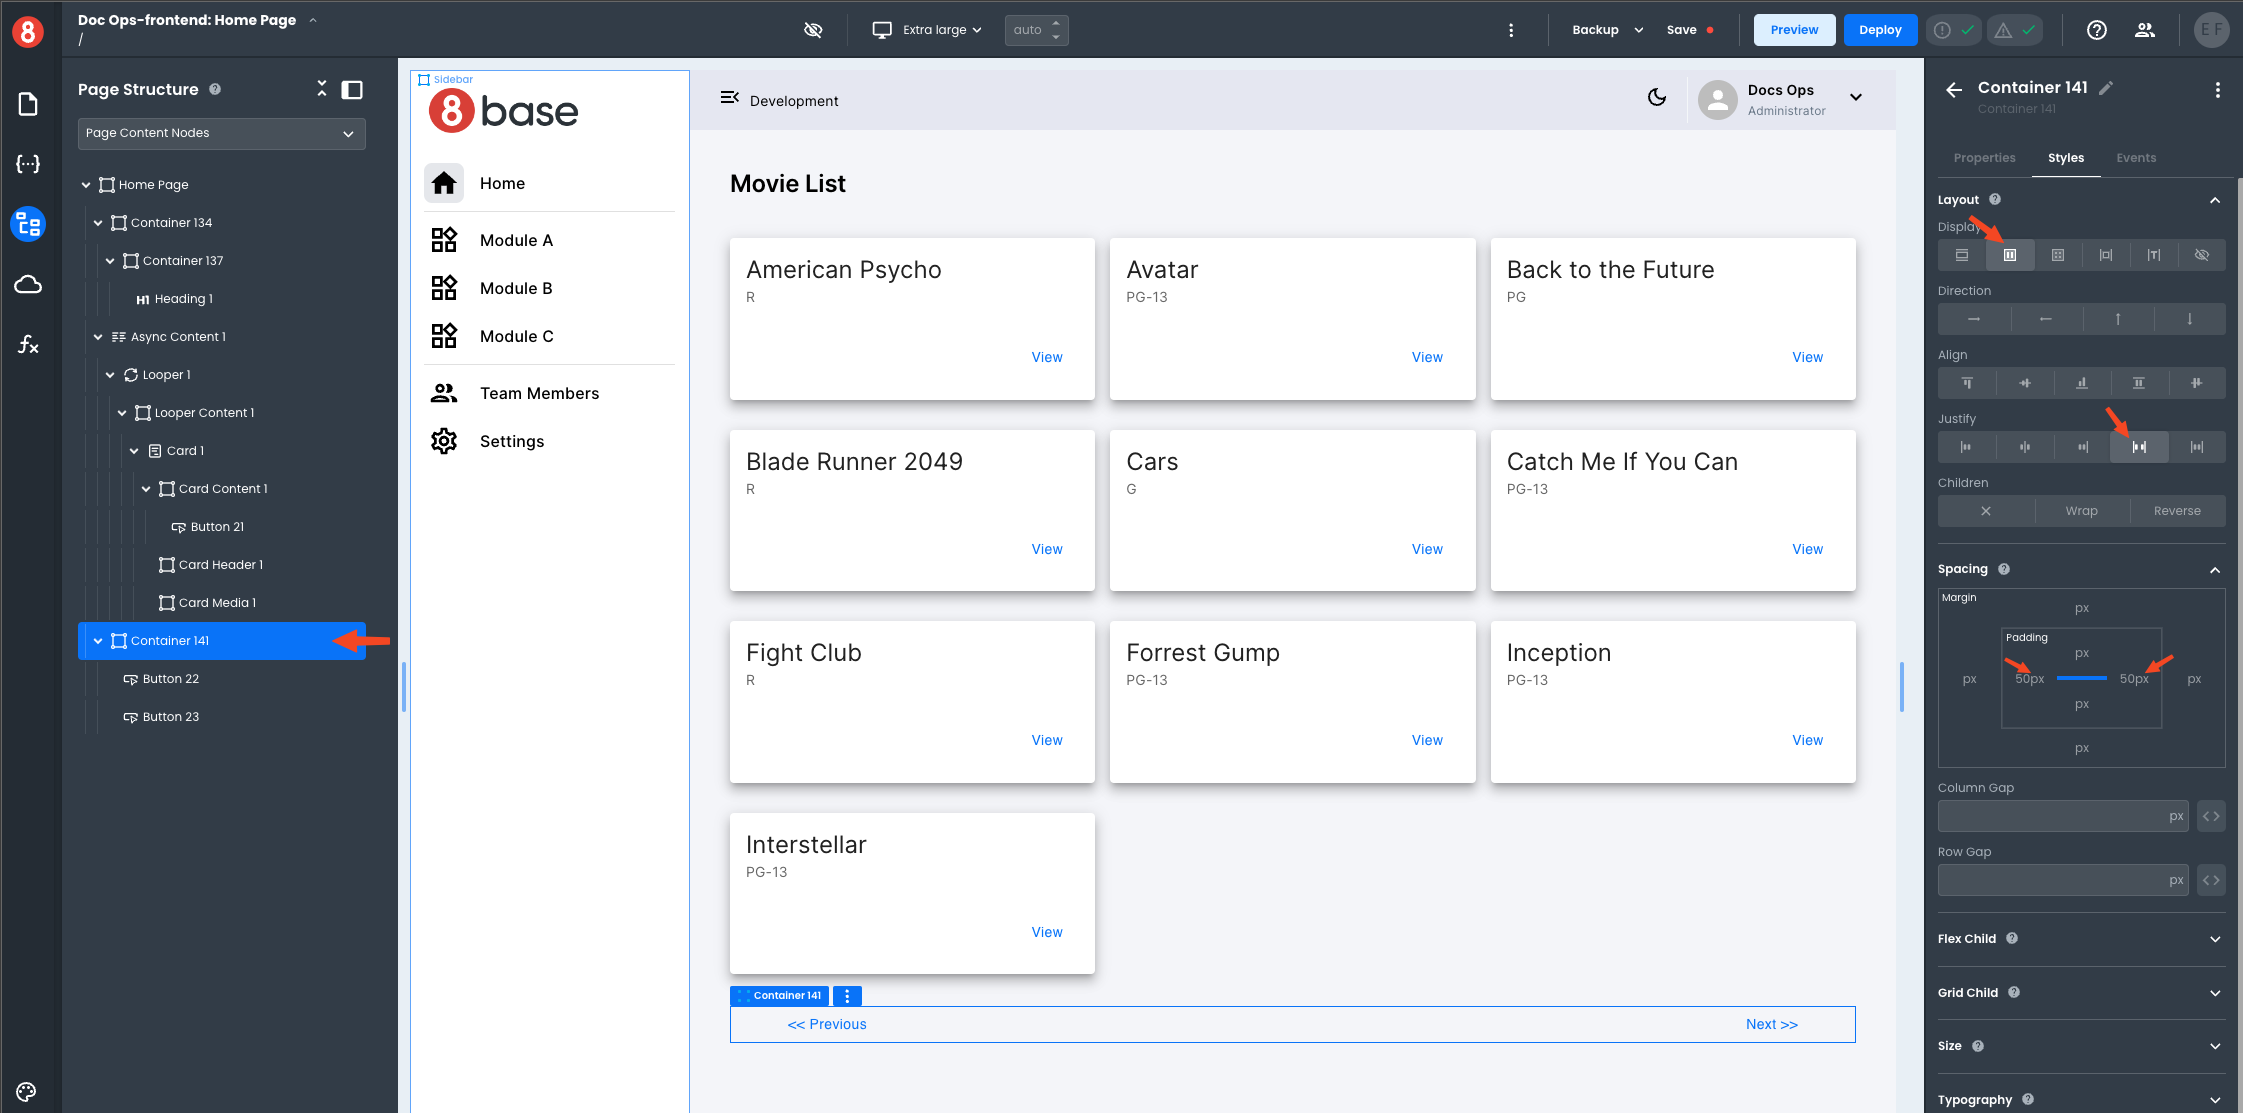 Doc Ops-frontend: Home Page
/
Extra large
auto
Backup
Save
Preview
Deploy
E F
Page Structure
Page Content Nodes
Home Page
Container 134
Container 137
H1 Heading 1
Async Content 1
Looper 1
Looper Content 1
Card 1
Card Content 1
Button 21
Card Header 1
Card Media 1
Container 141
Button 22
Button 23
Sidebar
8base
Home
Module A
Module B
Module C
Team Members
Settings
Development
Docs Ops
Administrator
Movie List
American Psycho
R
View
Avatar
PG-13
View
Back to the Future
PG
View
Blade Runner 2049
R
View
Cars
G
View
Catch Me If You Can
PG-13
View
Fight Club
R
View
Forrest Gump
PG-13
View
Inception
PG-13
View
Interstellar
PG-13
View
Container 141
<< Previous
Next >>
Container 141
Container 141
Properties
Styles
Events
Layout
Display
Direction
Align
Justify
Children
Wrap
Reverse
Spacing
Margin
px
Padding
px
px
50px
50px
px
px
px
Column Gap
px
Row Gap
px
Flex Child
Grid Child
Size
Typography